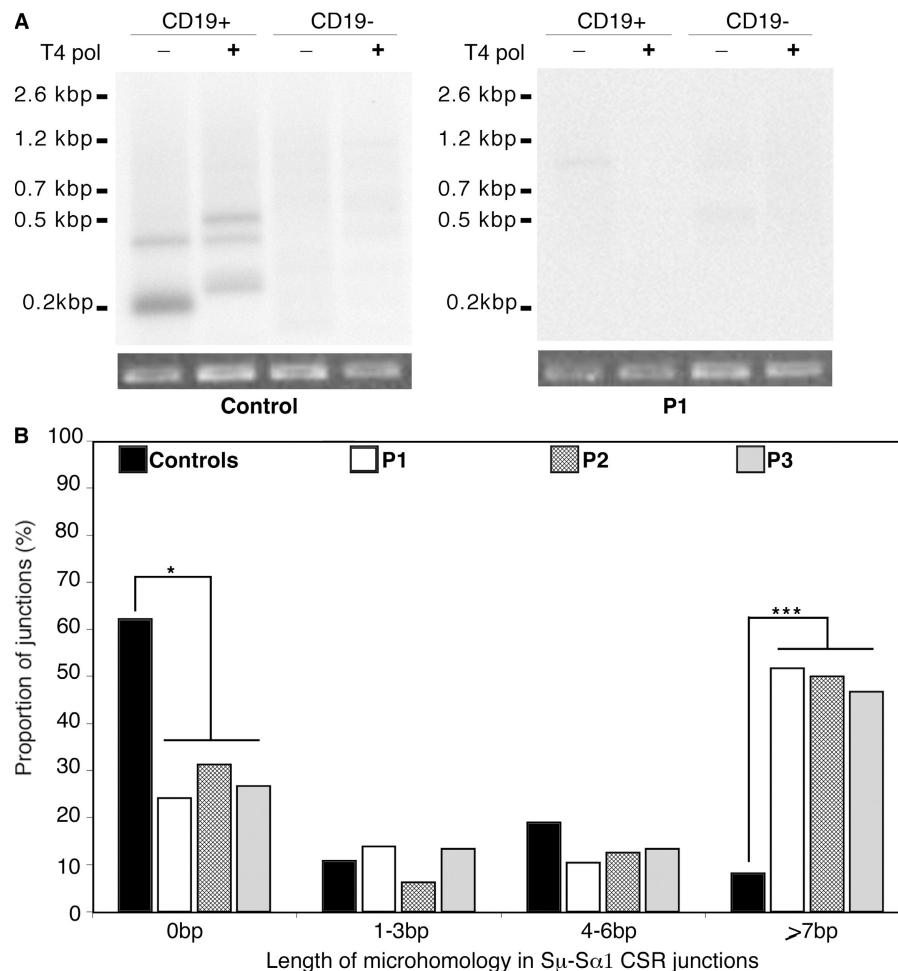 A
CD19+ CD19-
T4 pol – + – +
2.6 kbp
1.2 kbp
0.7 kbp
0.5 kbp
0.2kbp
Control
CD19+ CD19-
T4 pol – + – +
2.6 kbp
1.2 kbp
0.7 kbp
0.5 kbp
0.2kbp
P1
B
Controls P1 P2 P3
Proportion of junctions (%)
100
90
80
70
60
50
40
30
20
10
0
*
***
0bp 1-3bp 4-6bp ⩾7bp
Length of microhomology in Sμ-Sα1 CSR junctions